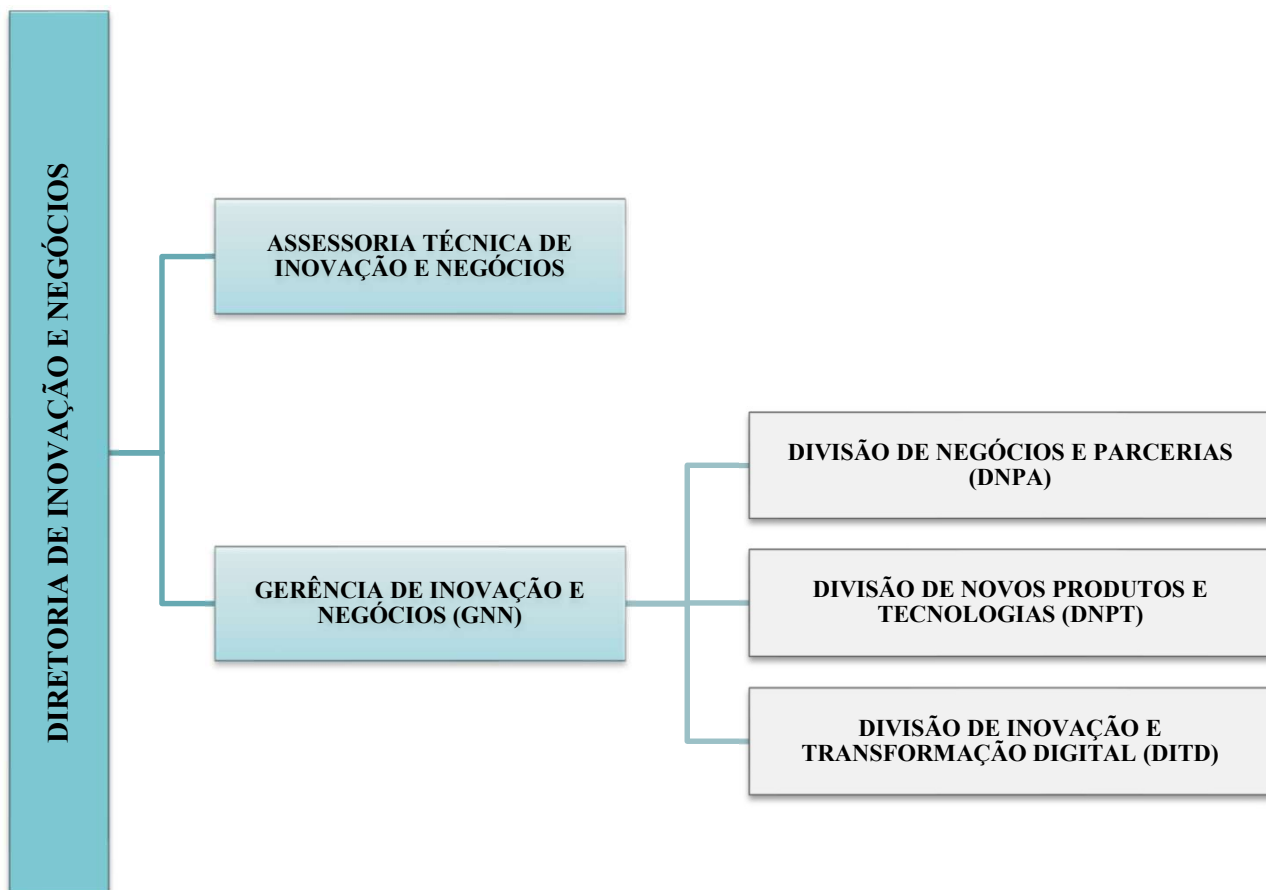 DIRETORIA DE INOVAÇÃO E NEGÓCIOS
ASSESSORIA TÉCNICA DE
INOVAÇÃO E NEGÓCIOS
GERÊNCIA DE INOVAÇÃO E
NEGÓCIOS (GNN)
DIVISÃO DE NEGÓCIOS E PARCERIAS
(DNPA)
DIVISÃO DE NOVOS PRODUTOS E
TECNOLOGIAS (DNPT)
DIVISÃO DE INOVAÇÃO E
TRANSFORMAÇÃO DIGITAL (DITD)